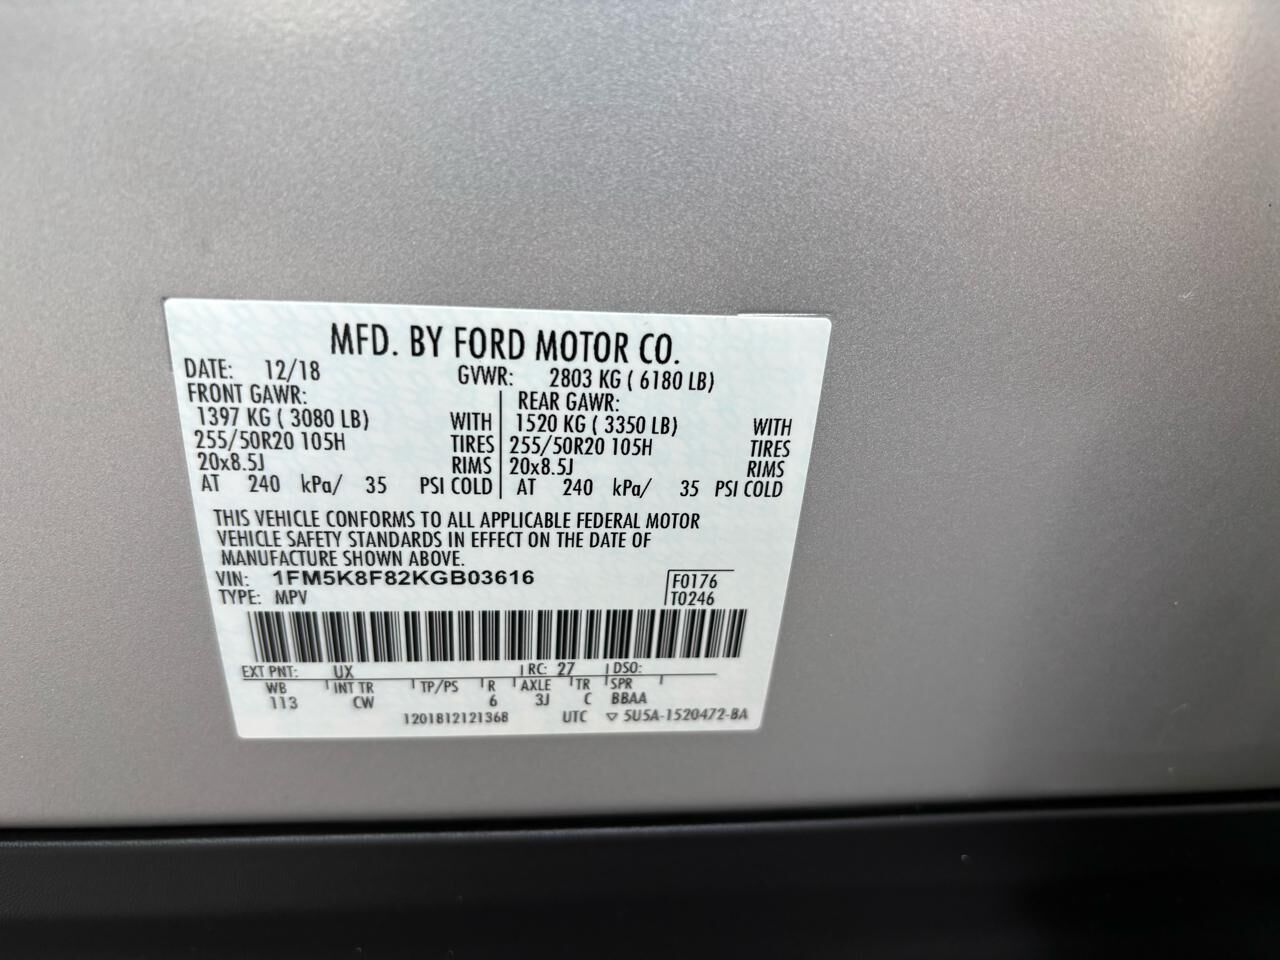 MFD. BY FORD MOTOR CO.
DATE: 12/18 GVWR: 2803 KG ( 6180 LB)
FRONT GAWR: REAR GAWR:
1397 KG ( 3080 LB) WITH 1520 KG ( 3350 LB) WITH
255/50R20 105H TIRES 255/50R20 105H TIRES
20x8.5J RIMS 20x8.5J RIMS
AT 240 kPa/ 35 PSI COLD AT 240 kPa/ 35 PSI COLD
THIS VEHICLE CONFORMS TO ALL APPLICABLE FEDERAL MOTOR
VEHICLE SAFETY STANDARDS IN EFFECT ON THE DATE OF
MANUFACTURE SHOWN ABOVE.
VIN: 1FM5K8F82KGB03616 F0176
TYPE: MPV T0246
EXT PNT: UX RC: 27 DSO:
WB INT TR TP/PS R AXLE TR SPR
113 CW 6 3J C BBAA
1201812121368 UTC ▽ 5U5A-1520472-BA